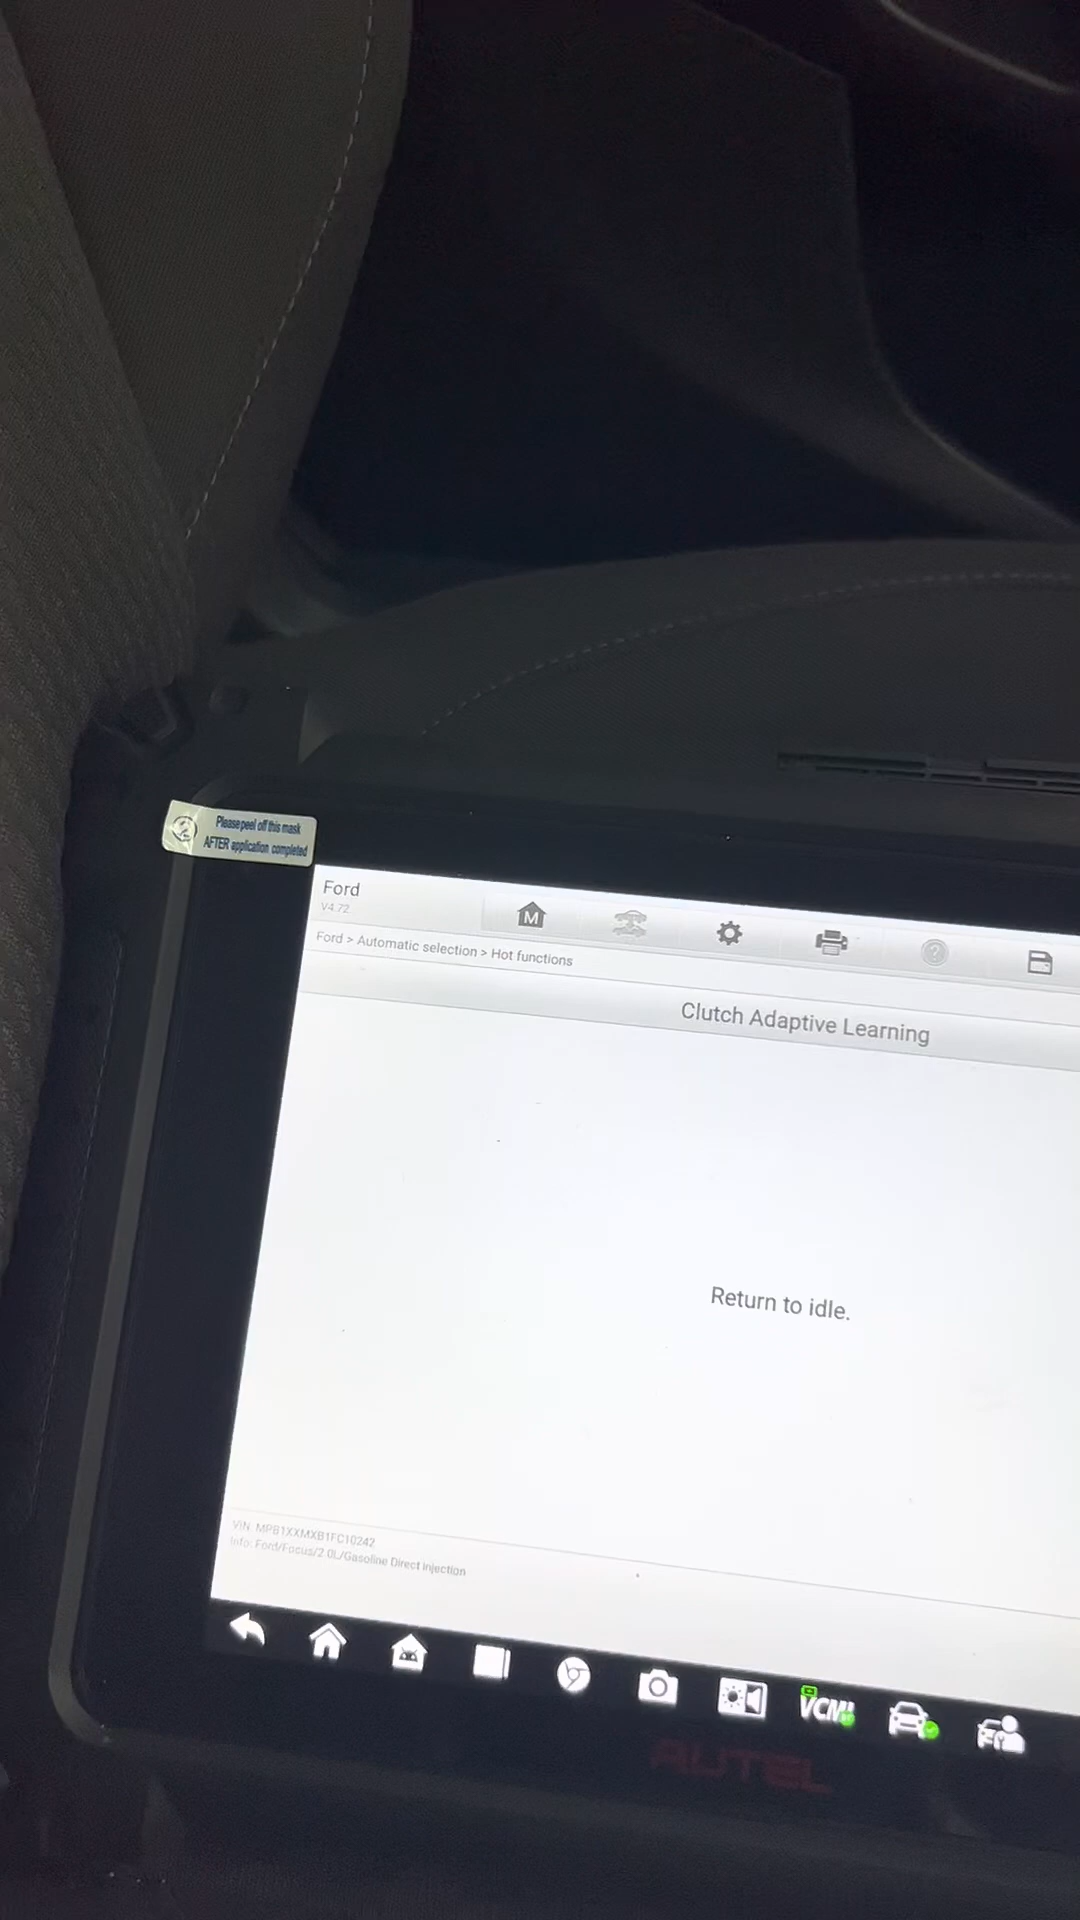 Please peel off this mask
AFTER application completed
Ford
V4.72
M
Ford > Automatic selection > Hot functions
Clutch Adaptive Learning
Return to idle.
VIN: MPB1XXMXB1FC10242
Info: Ford/Focus/2.0L/Gasoline Direct Injection
VCMI
AUTEL